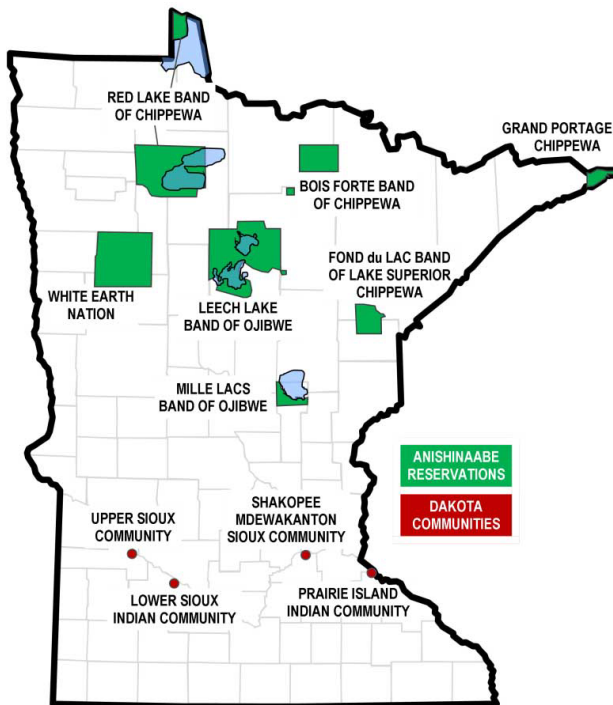 RED LAKE BAND
OF CHIPPEWA
GRAND PORTAGE
CHIPPEWA
BOIS FORTE BAND
OF CHIPPEWA
WHITE EARTH
NATION
LEECH LAKE
BAND OF OJIBWE
FOND du LAC BAND
OF LAKE SUPERIOR
CHIPPEWA
MILLE LACS
BAND OF OJIBWE
ANISHINAABE
RESERVATIONS
DAKOTA
COMMUNITIES
UPPER SIOUX
COMMUNITY
SHAKOPEE
MDEWAKANTON
SIOUX COMMUNITY
LOWER SIOUX
INDIAN COMMUNITY
PRAIRIE ISLAND
INDIAN COMMUNITY